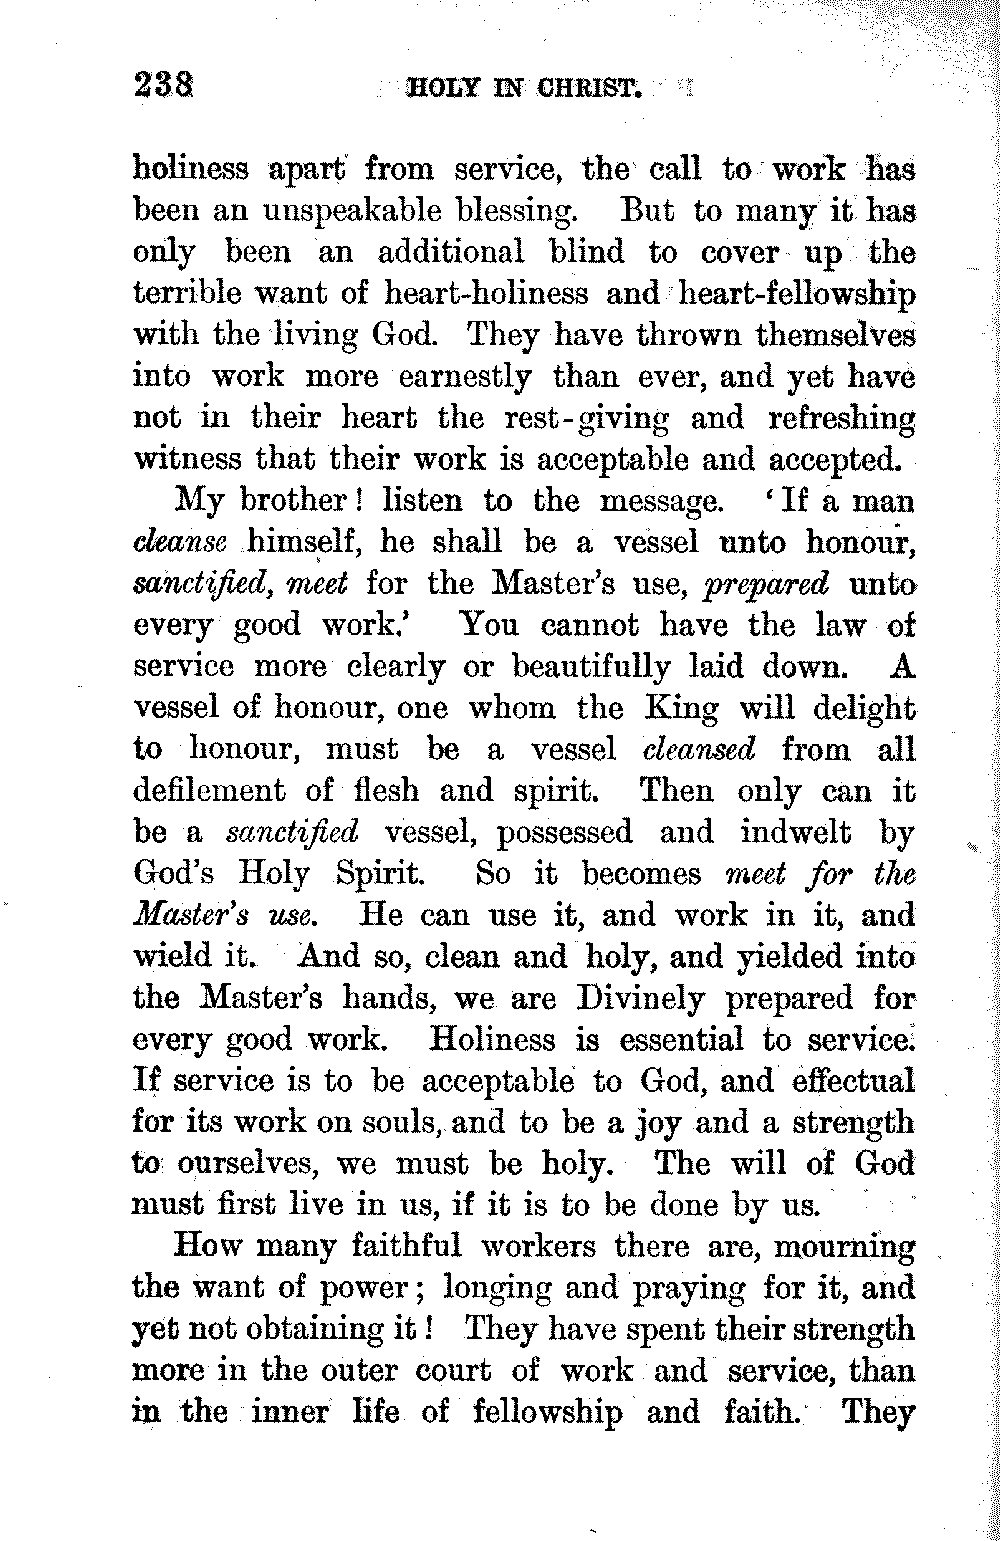 238 HOLY IN CHRIST.
holiness apart from service, the call to work has
been an unspeakable blessing. But to many it has
only been an additional blind to cover up the
terrible want of heart-holiness and heart-fellowship
with the living God. They have thrown themselves
into work more earnestly than ever, and yet have
not in their heart the rest-giving and refreshing
witness that their work is acceptable and accepted.
My brother! listen to the message. ‘If a man
cleanse himself, he shall be a vessel unto honour,
sanctified, meet for the Master’s use, prepared unto
every good work.’ You cannot have the law of
service more clearly or beautifully laid down. A
vessel of honour, one whom the King will delight
to honour, must be a vessel cleansed from all
defilement of flesh and spirit. Then only can it
be a sanctified vessel, possessed and indwelt by
God’s Holy Spirit. So it becomes meet for the
Master’s use. He can use it, and work in it, and
wield it. And so, clean and holy, and yielded into
the Master’s hands, we are Divinely prepared for
every good work. Holiness is essential to service.
If service is to be acceptable to God, and effectual
for its work on souls, and to be a joy and a strength
to ourselves, we must be holy. The will of God
must first live in us, if it is to be done by us.
How many faithful workers there are, mourning
the want of power; longing and praying for it, and
yet not obtaining it! They have spent their strength
more in the outer court of work and service, than
in the inner life of fellowship and faith. They